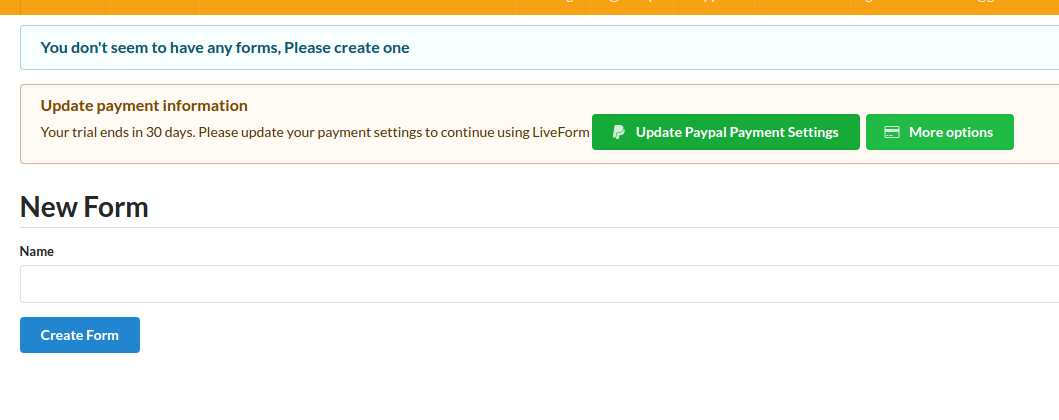 You don't seem to have any forms, Please create one
Update payment information
Your trial ends in 30 days. Please update your payment settings to continue using LiveForm Update Paypal Payment Settings More options
New Form
Name
Create Form